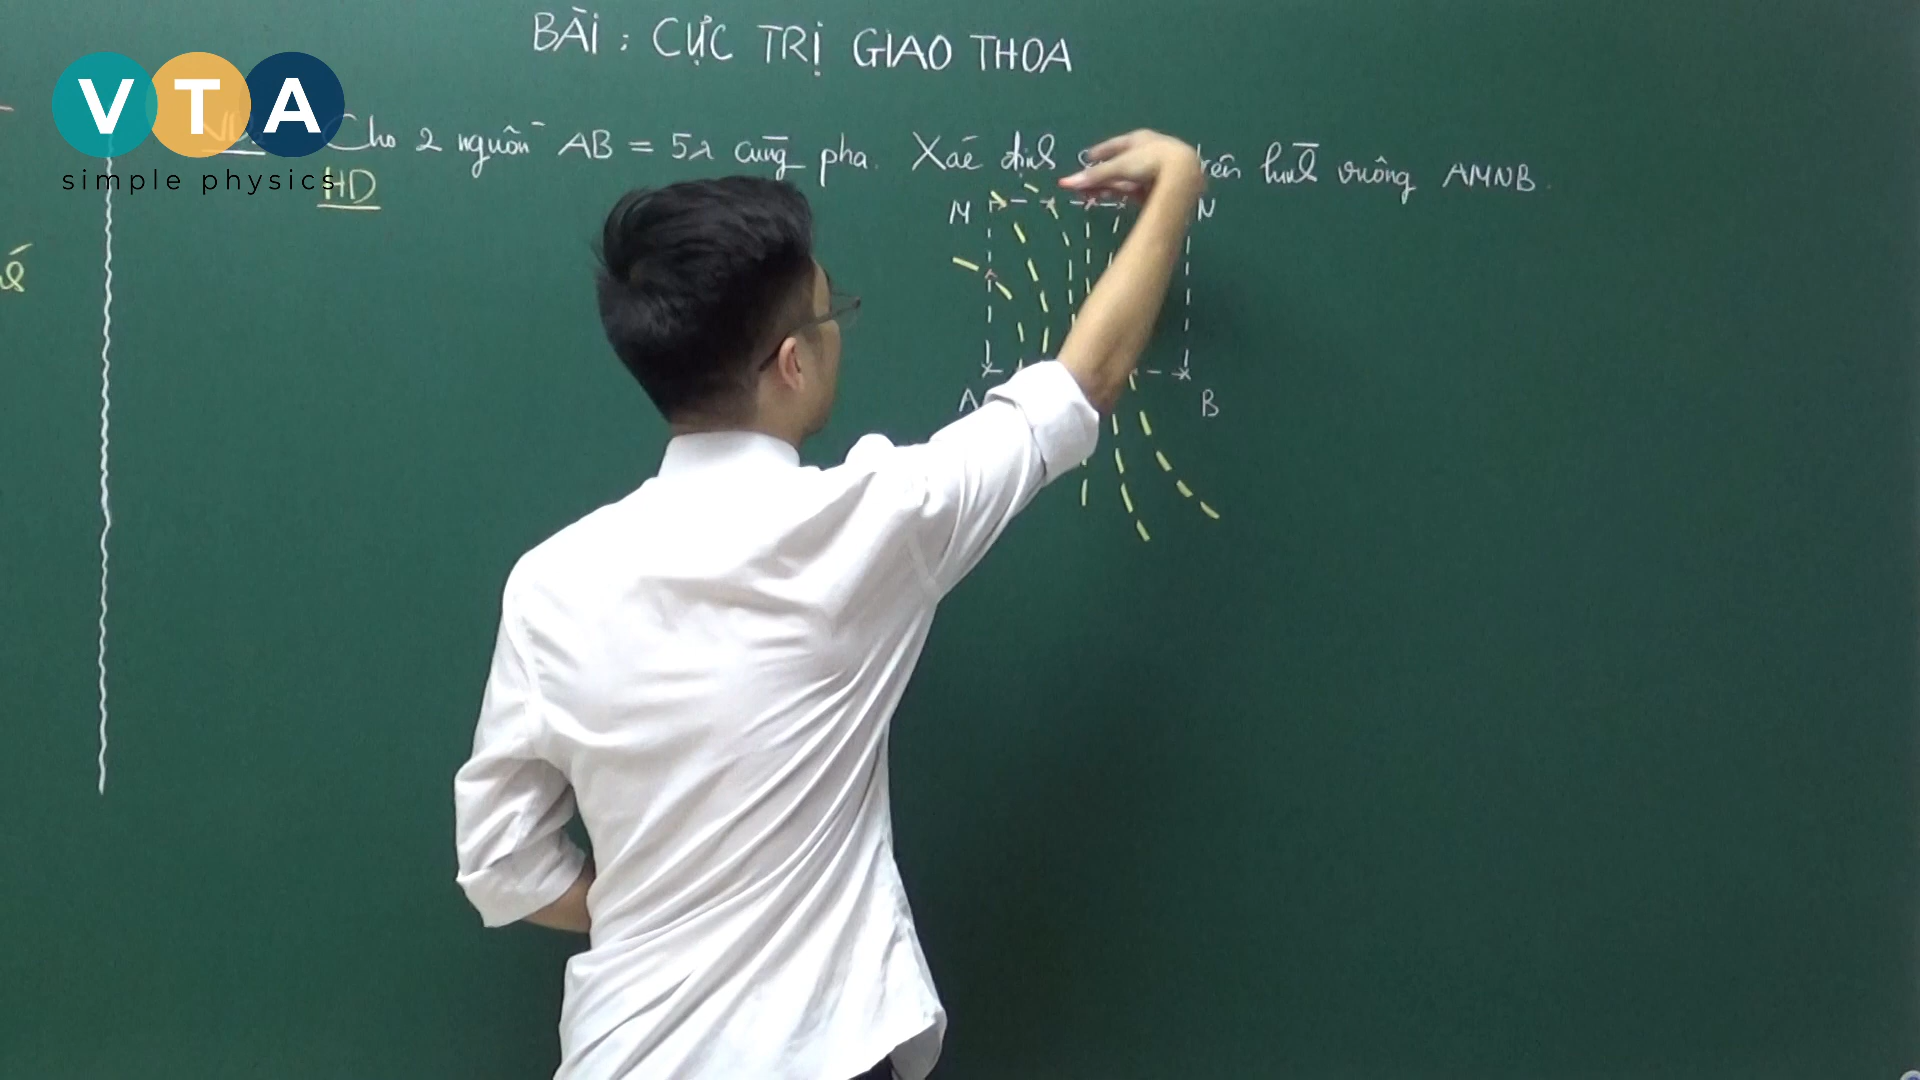 BÀI : CỰC TRỊ GIAO THOA
VTA
simple physics
Cho 2 nguồn AB = 5λ cùng pha. Xác định trên hình vuông AMNB.
HD
M
N
A
B